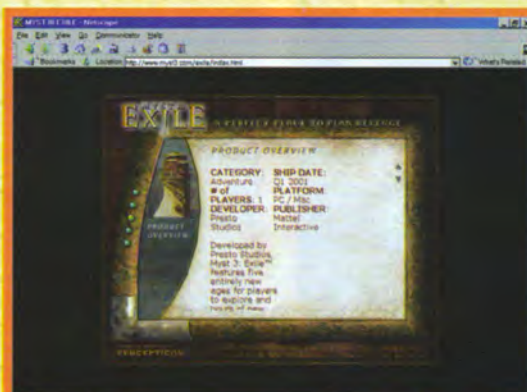 MYST III EXILE - Netscape
File Edit View Go Communicator Help
Bookmarks Location http://www.myst3.com/exile/index.html What's Related
EXILE A PERFECT PLACE TO PLAN REVENGE
PRODUCT OVERVIEW
CATEGORY: SHIP DATE:
Adventure Q1 2001
# of PLATFORM:
PLAYERS: 1 PC / Mac
DEVELOPER: PUBLISHER:
Presto Mattel
Studios Interactive
PRODUCT
OVERVIEW
Developed by
Presto Studios,
Myst 3: Exile™
features five
entirely new
ages for players
to explore and